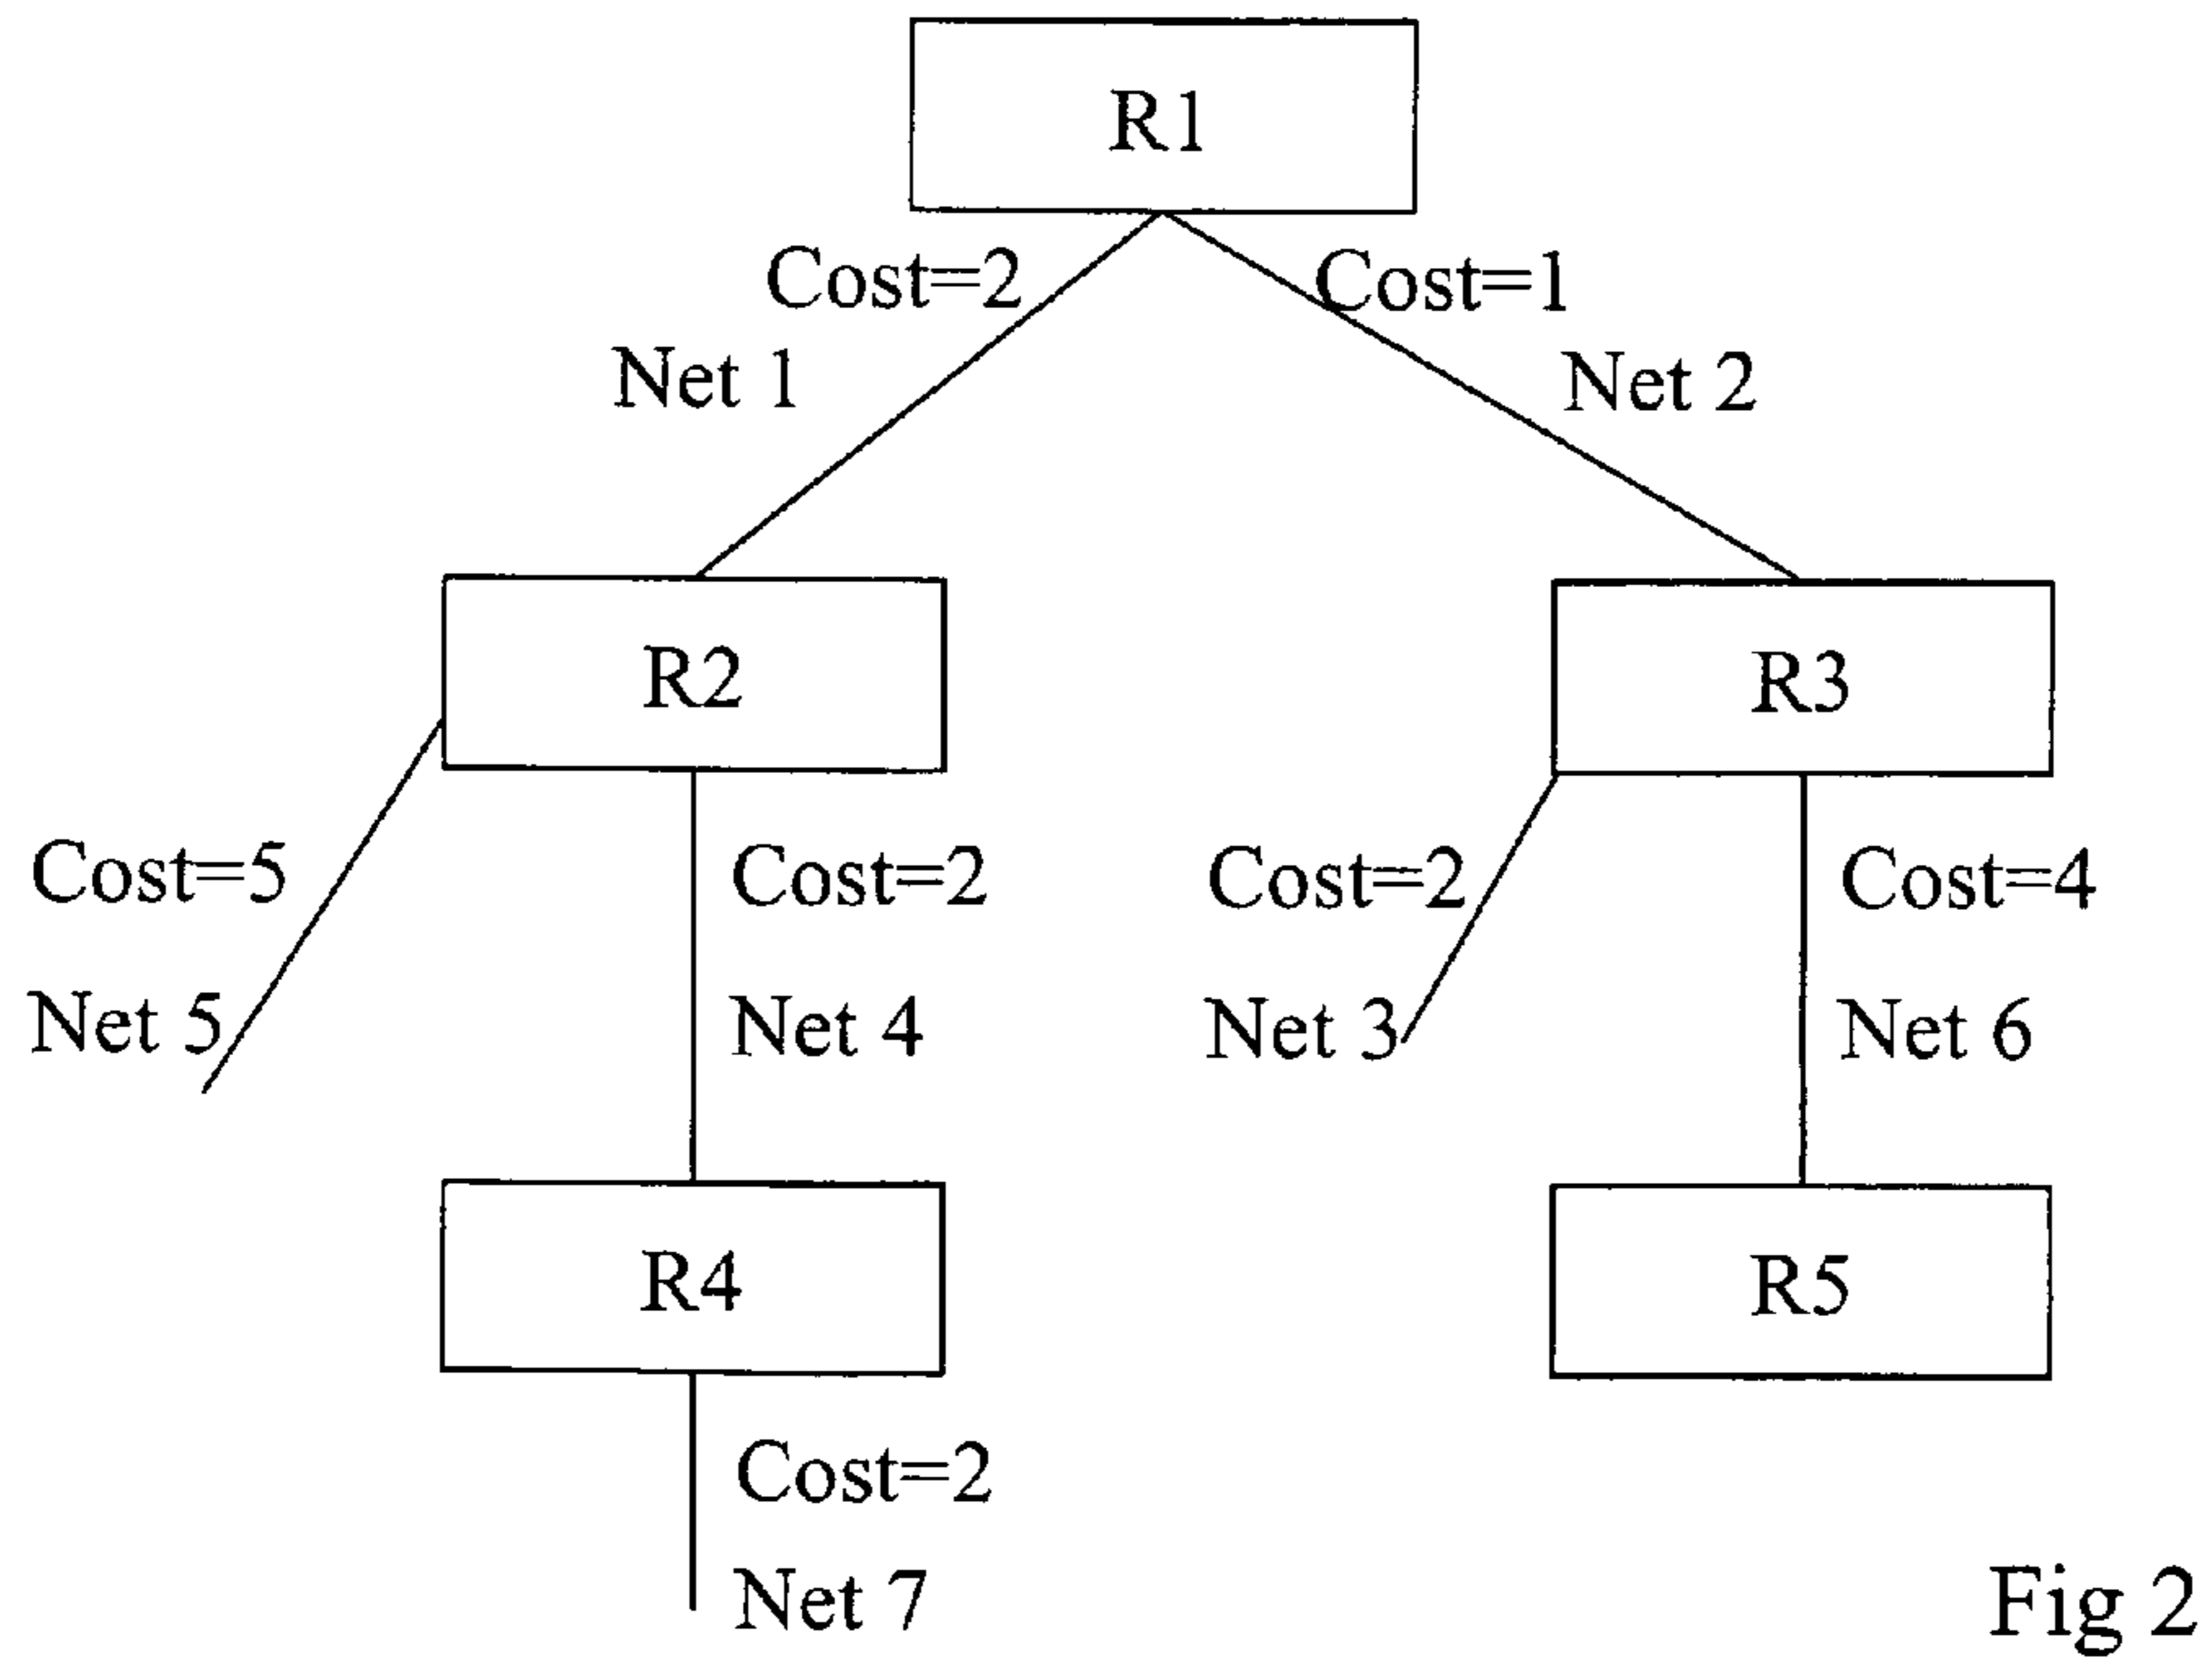 R1
Cost=2
Cost=1
Net 1
Net 2
R2
R3
Cost=5
Cost=2
Cost=2
Cost=4
Net 5
Net 4
Net 3
Net 6
R4
R5
Cost=2
Net 7
Fig 2